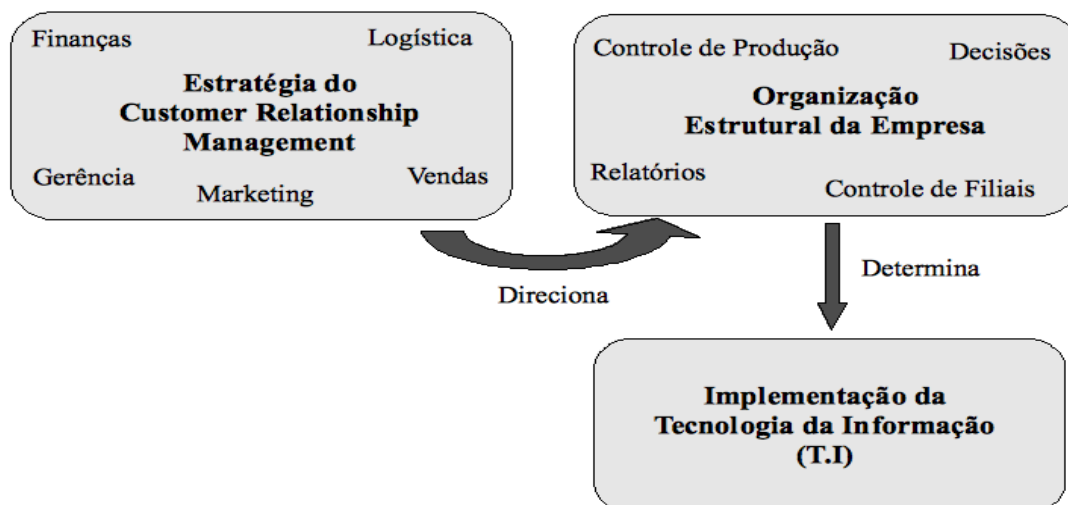 Finanças
Logística
Estratégia do
Customer Relationship
Management
Gerência
Marketing
Vendas
Controle de Produção
Decisões
Organização
Estrutural da Empresa
Relatórios
Controle de Filiais
Direciona
Determina
Implementação da
Tecnologia da Informação
(T.I)